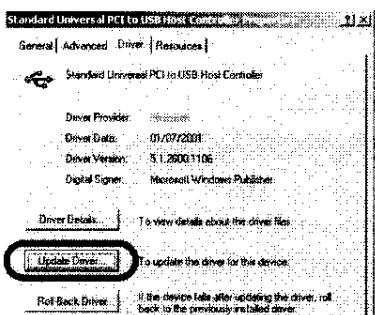 Standard Universal PCI to USB Host Controller
General Advanced Driver Resources
Standard Universal PCI to USB Host Controller
Driver Provider:
Driver Date: 01/07/2001
Driver Version: 5.1.2600.1106
Digital Signer: Microsoft Windows Publisher
Driver Details... To view details about the driver files.
Update Driver... To update the driver for this device.
Roll Back Driver If the device fails after updating the driver, roll
back to the previously installed driver.